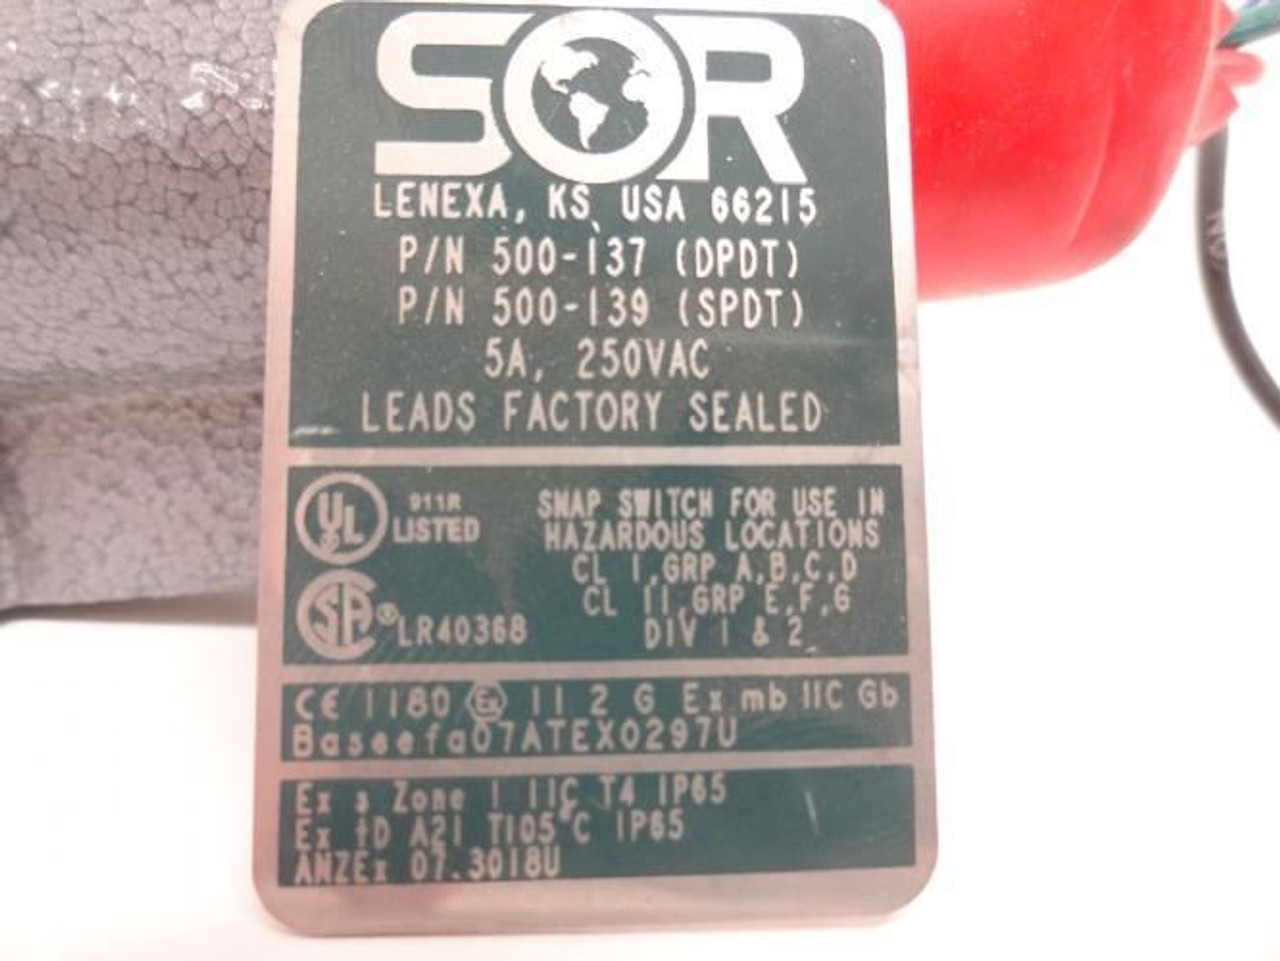 SOR
LENEXA, KS, USA 66215
P/N 500-137 (DPDT)
P/N 500-139 (SPDT)
5A, 250VAC
LEADS FACTORY SEALED
UL 911R
LISTED
SNAP SWITCH FOR USE IN
HAZARDOUS LOCATIONS
CL I, GRP A,B,C,D
CL II, GRP E,F,G
DIV 1 & 2
SA ® LR40368
CE 1180 Ex II 2 G Ex mb IIC Gb
Baseefa07ATEX0297U
Ex s Zone 1 IIC T4 IP65
Ex tD A21 T105°C IP65
ANZEx 07.3018U